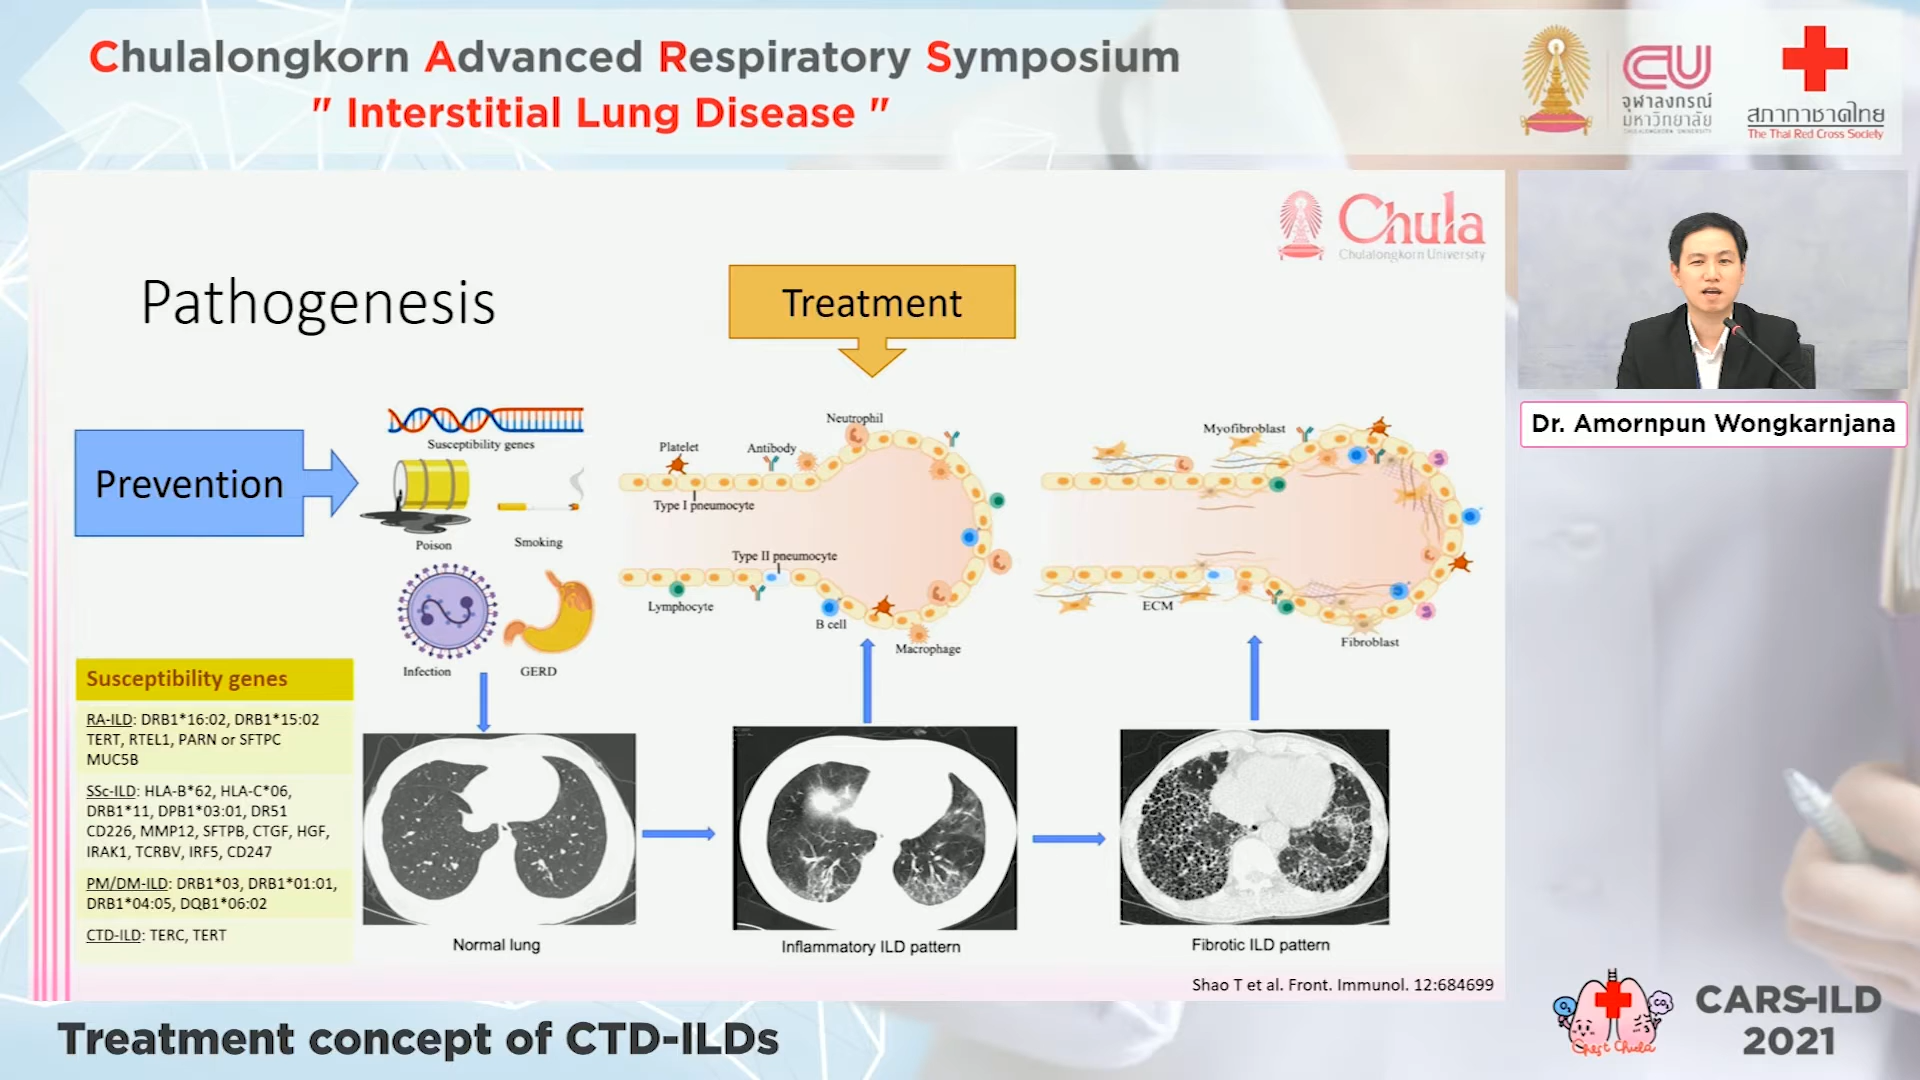 Chulalongkorn Advanced Respiratory Symposium
" Interstitial Lung Disease "
CU
จุฬาลงกรณ์
มหาวิทยาลัย
CHULALONGKORN UNIVERSITY
สภากาชาดไทย
The Thai Red Cross Society
Chula
Chulalongkorn University
Pathogenesis
Treatment
Prevention
Susceptibility genes
Poison
Smoking
Infection
GERD
Platelet
Antibody
Neutrophil
Type I pneumocyte
Type II pneumocyte
Lymphocyte
B cell
Macrophage
Myofibroblast
ECM
Fibroblast
Susceptibility genes
RA-ILD: DRB1*16:02, DRB1*15:02
TERT, RTEL1, PARN or SFTPC
MUC5B
SSc-ILD: HLA-B*62, HLA-C*06,
DRB1*11, DPB1*03:01, DR51
CD226, MMP12, SFTPB, CTGF, HGF,
IRAK1, TCRBV, IRF5, CD247
PM/DM-ILD: DRB1*03, DRB1*01:01,
DRB1*04:05, DQB1*06:02
CTD-ILD: TERC, TERT
Normal lung
Inflammatory ILD pattern
Fibrotic ILD pattern
Shao T et al. Front. Immunol. 12:684699
Dr. Amornpun Wongkarnjana
Treatment concept of CTD-ILDs
O2
CO2
Chest Chula
CARS-ILD
2021